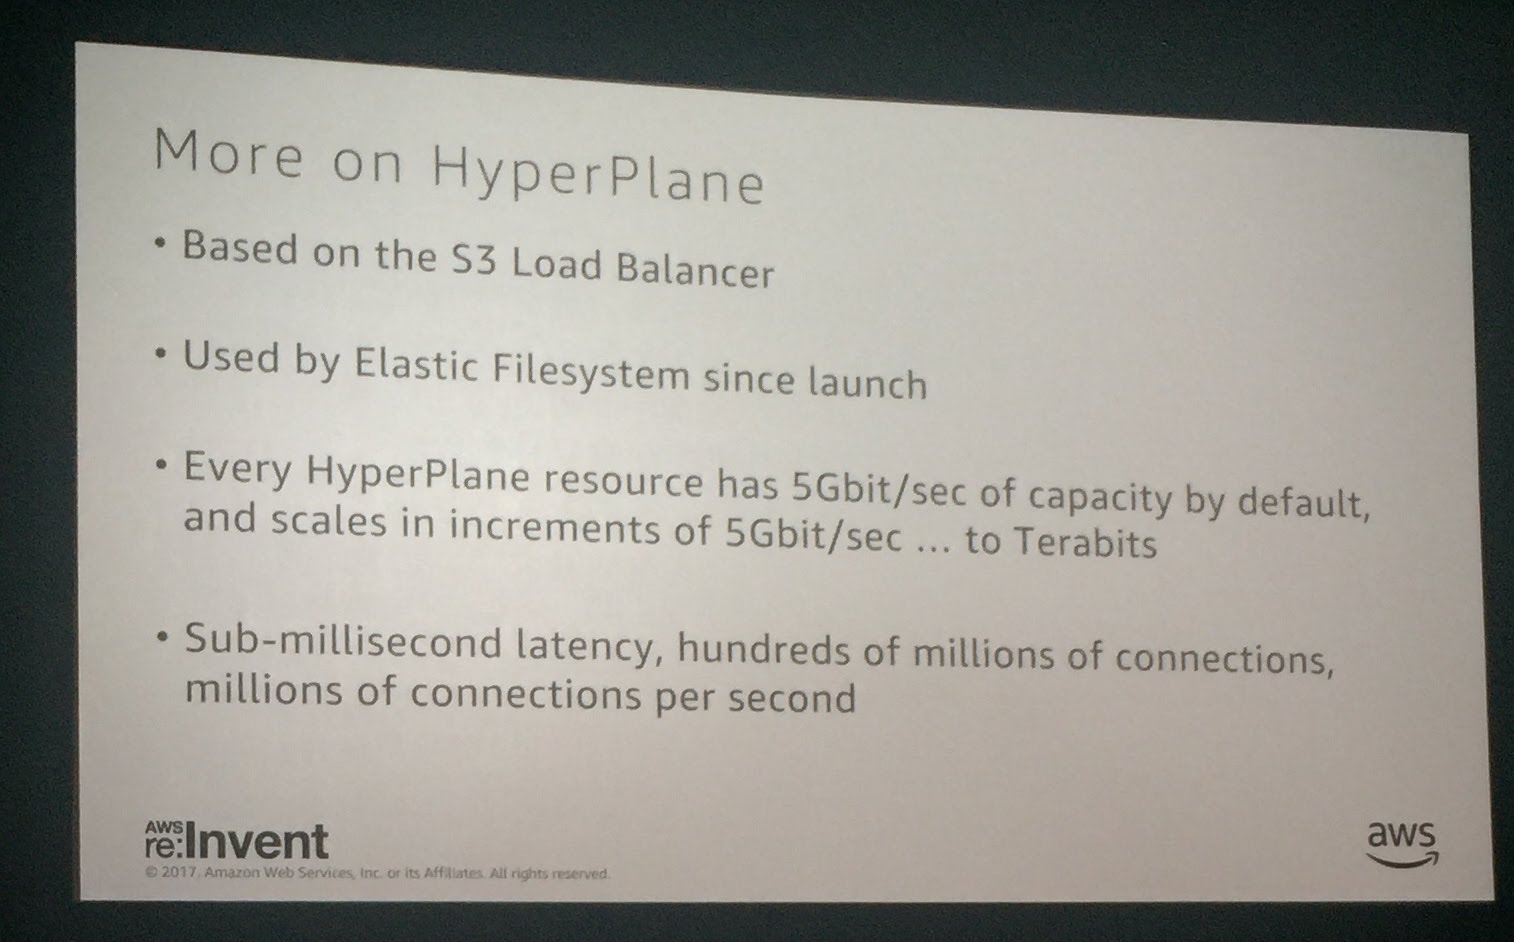 More on HyperPlane
• Based on the S3 Load Balancer
• Used by Elastic Filesystem since launch
• Every HyperPlane resource has 5Gbit/sec of capacity by default,
and scales in increments of 5Gbit/sec ... to Terabits
• Sub-millisecond latency, hundreds of millions of connections,
millions of connections per second
AWS
re:Invent
© 2017, Amazon Web Services, Inc. or its Affiliates. All rights reserved.
aws